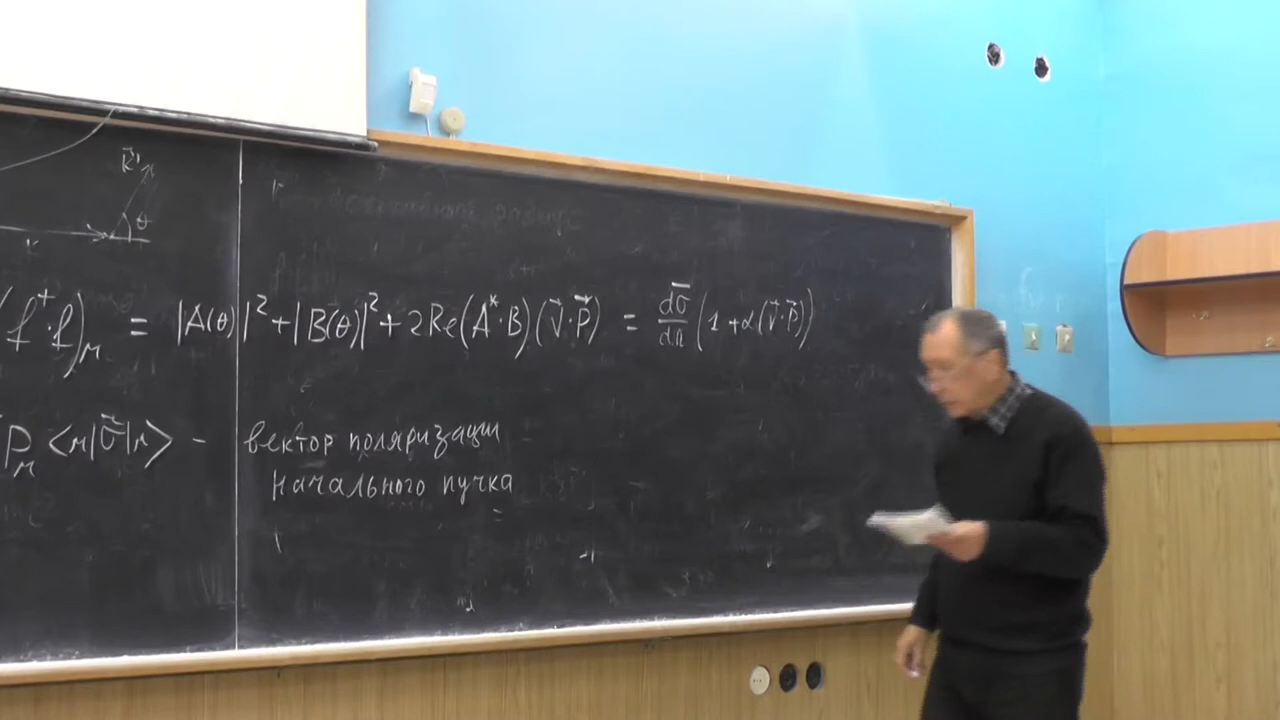 k⃗'
θ
k
(f⁺·f)ₘ = |A(θ)|² + |B(θ)|² + 2Re(A*·B)(ν⃗·P⃗) = dσ̄/dΩ (1 + α(ν⃗·P⃗))
Pₘ <m|σ⃗|m> - вектор поляризации
начального пучка